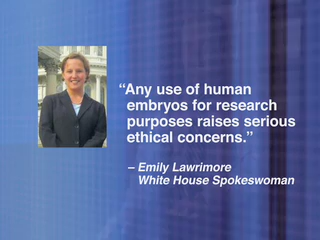 “Any use of human
embryos for research
purposes raises serious
ethical concerns.”
– Emily Lawrimore
White House Spokeswoman